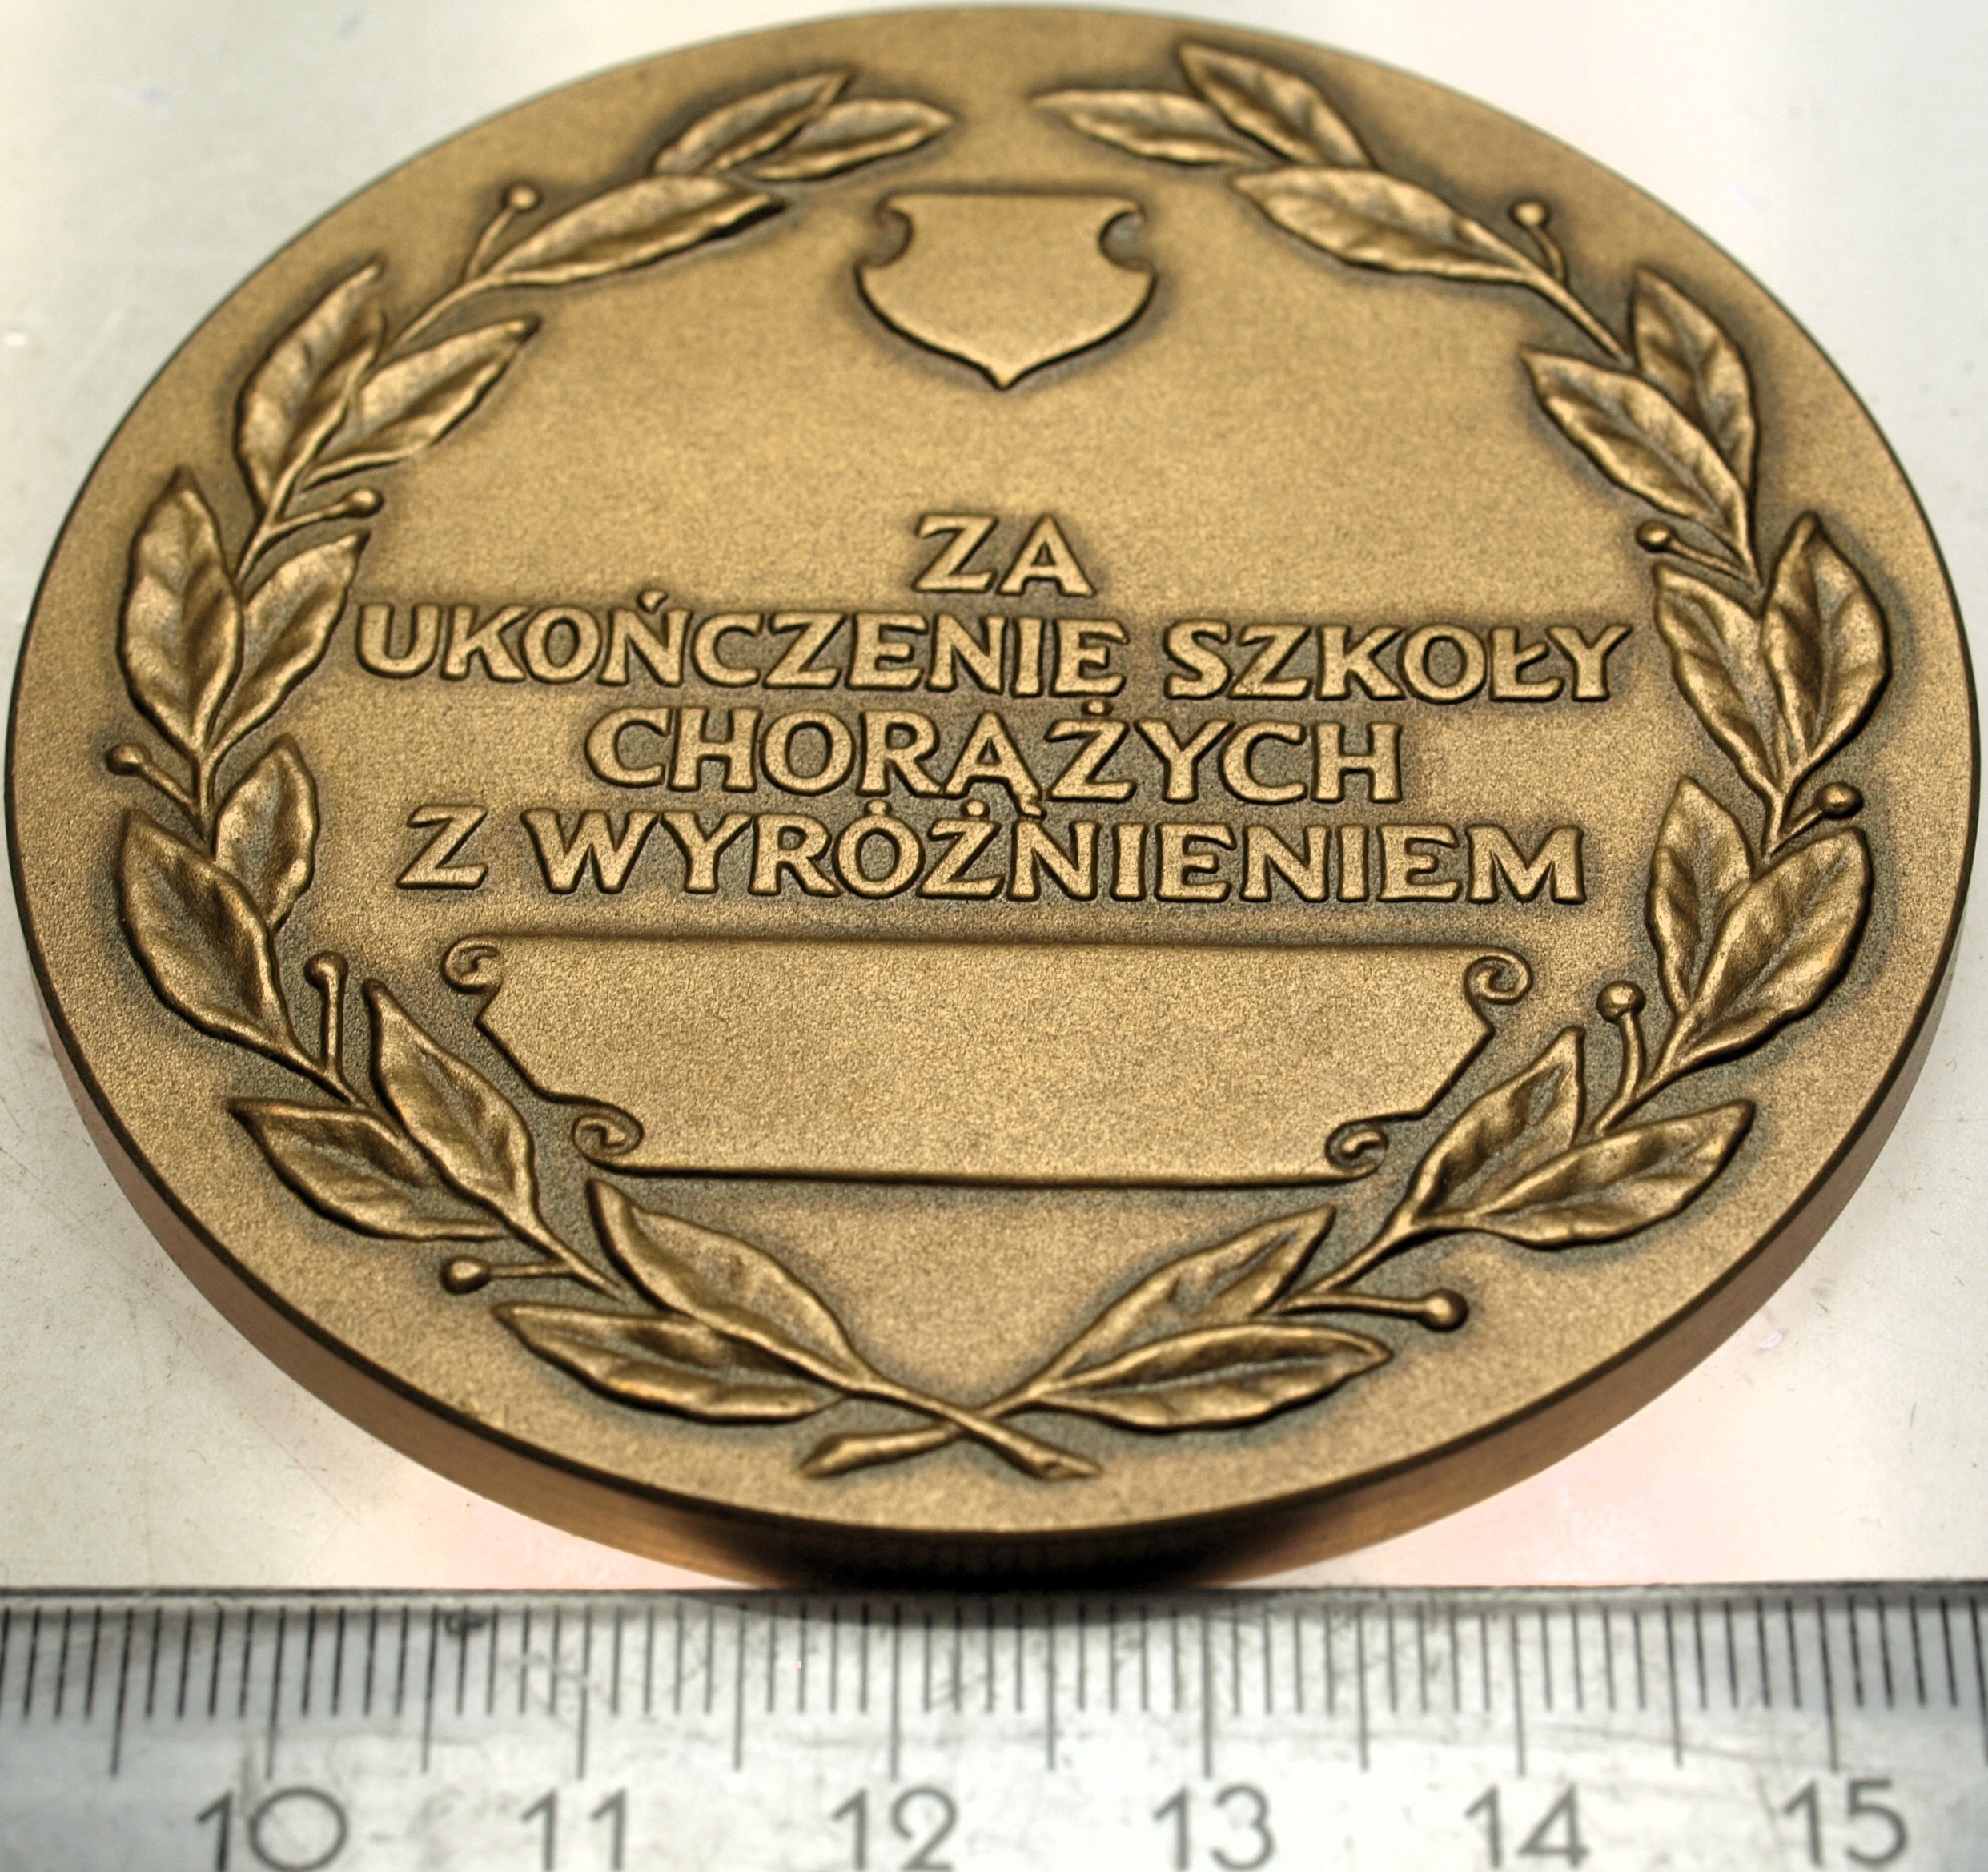 ZA
UKOŃCZENIE SZKOŁY
CHORĄŻYCH
Z WYRÓŻNIENIEM
10 11 12 13 14 15